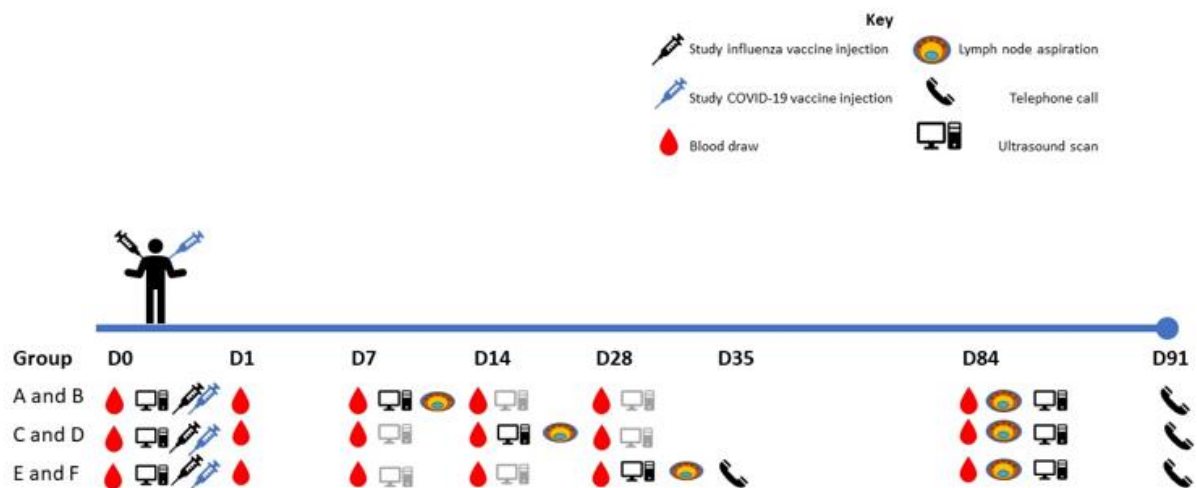 Key
Study influenza vaccine injection Lymph node aspiration
Study COVID-19 vaccine injection Telephone call
Blood draw Ultrasound scan
Group D0 D1 D7 D14 D28 D35 D84 D91
A and B
C and D
E and F